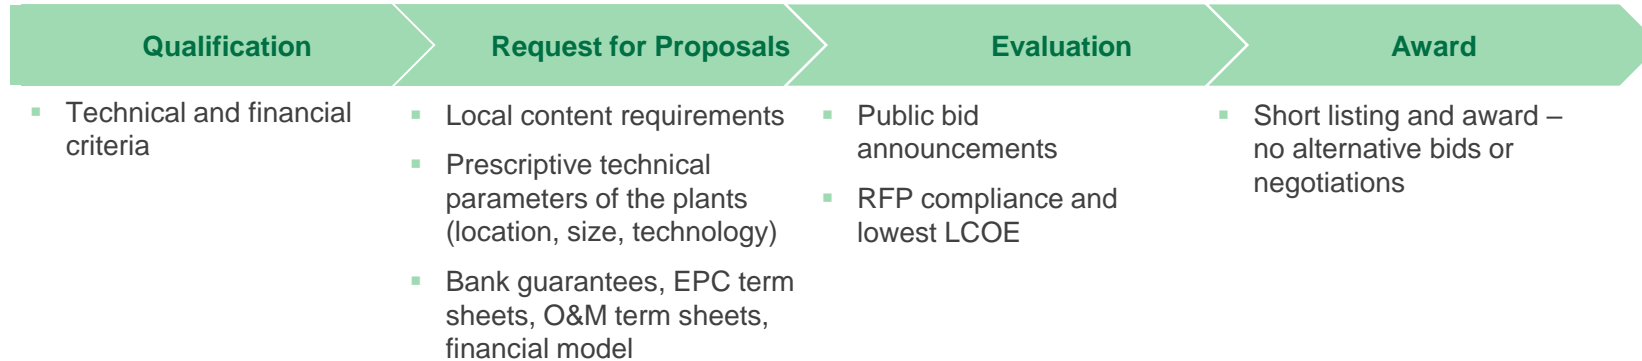 Qualification
Technical and financial
criteria
Request for Proposals
Local content requirements
Prescriptive technical
parameters of the plants
(location, size, technology)
Bank guarantees, EPC term
sheets, O&M term sheets,
financial model
Evaluation
Public bid
announcements
RFP compliance and
lowest LCOE
Award
Short listing and award –
no alternative bids or
negotiations